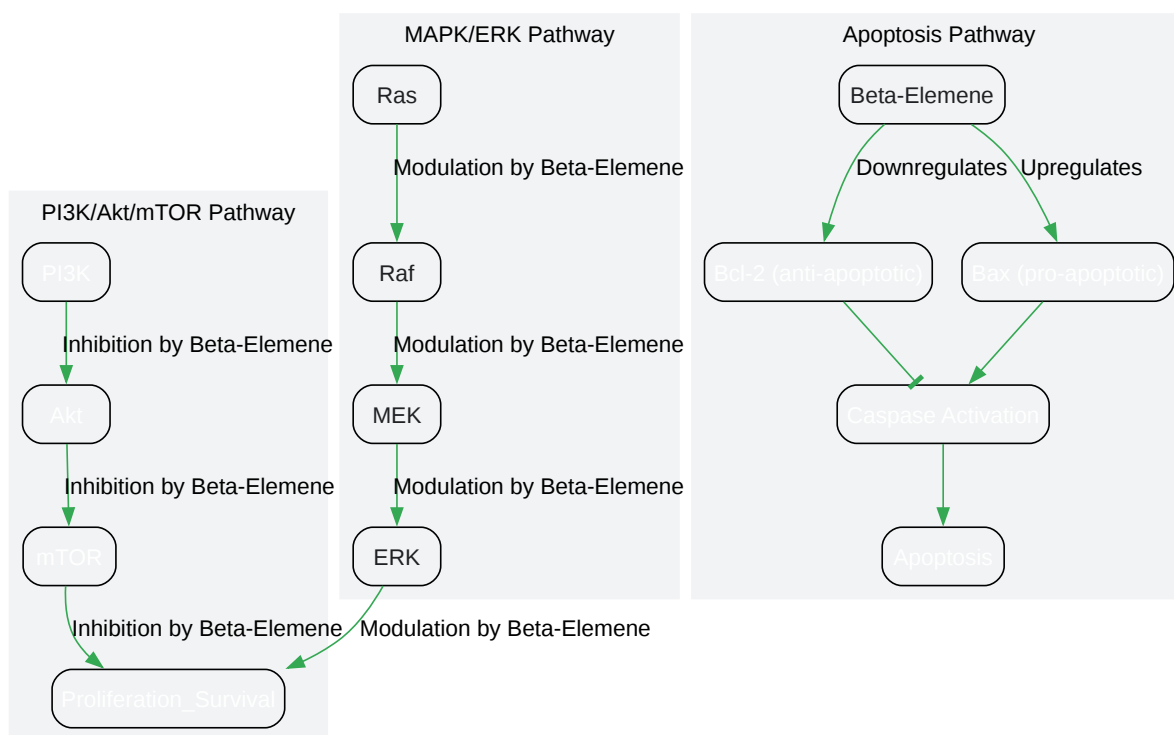 MAPK/ERK Pathway
Apoptosis Pathway
Ras
Beta-Elemene
Modulation by Beta-Elemene
Downregulates
Upregulates
PI3K/Akt/mTOR Pathway
PI3K
Raf
Bcl-2 (anti-apoptotic)
Bax (pro-apoptotic)
Inhibition by Beta-Elemene
Modulation by Beta-Elemene
Akt
MEK
Caspase Activation
Inhibition by Beta-Elemene
Modulation by Beta-Elemene
mTOR
ERK
Apoptosis
Inhibition by Beta-Elemene
Modulation by Beta-Elemene
Proliferation_Survival